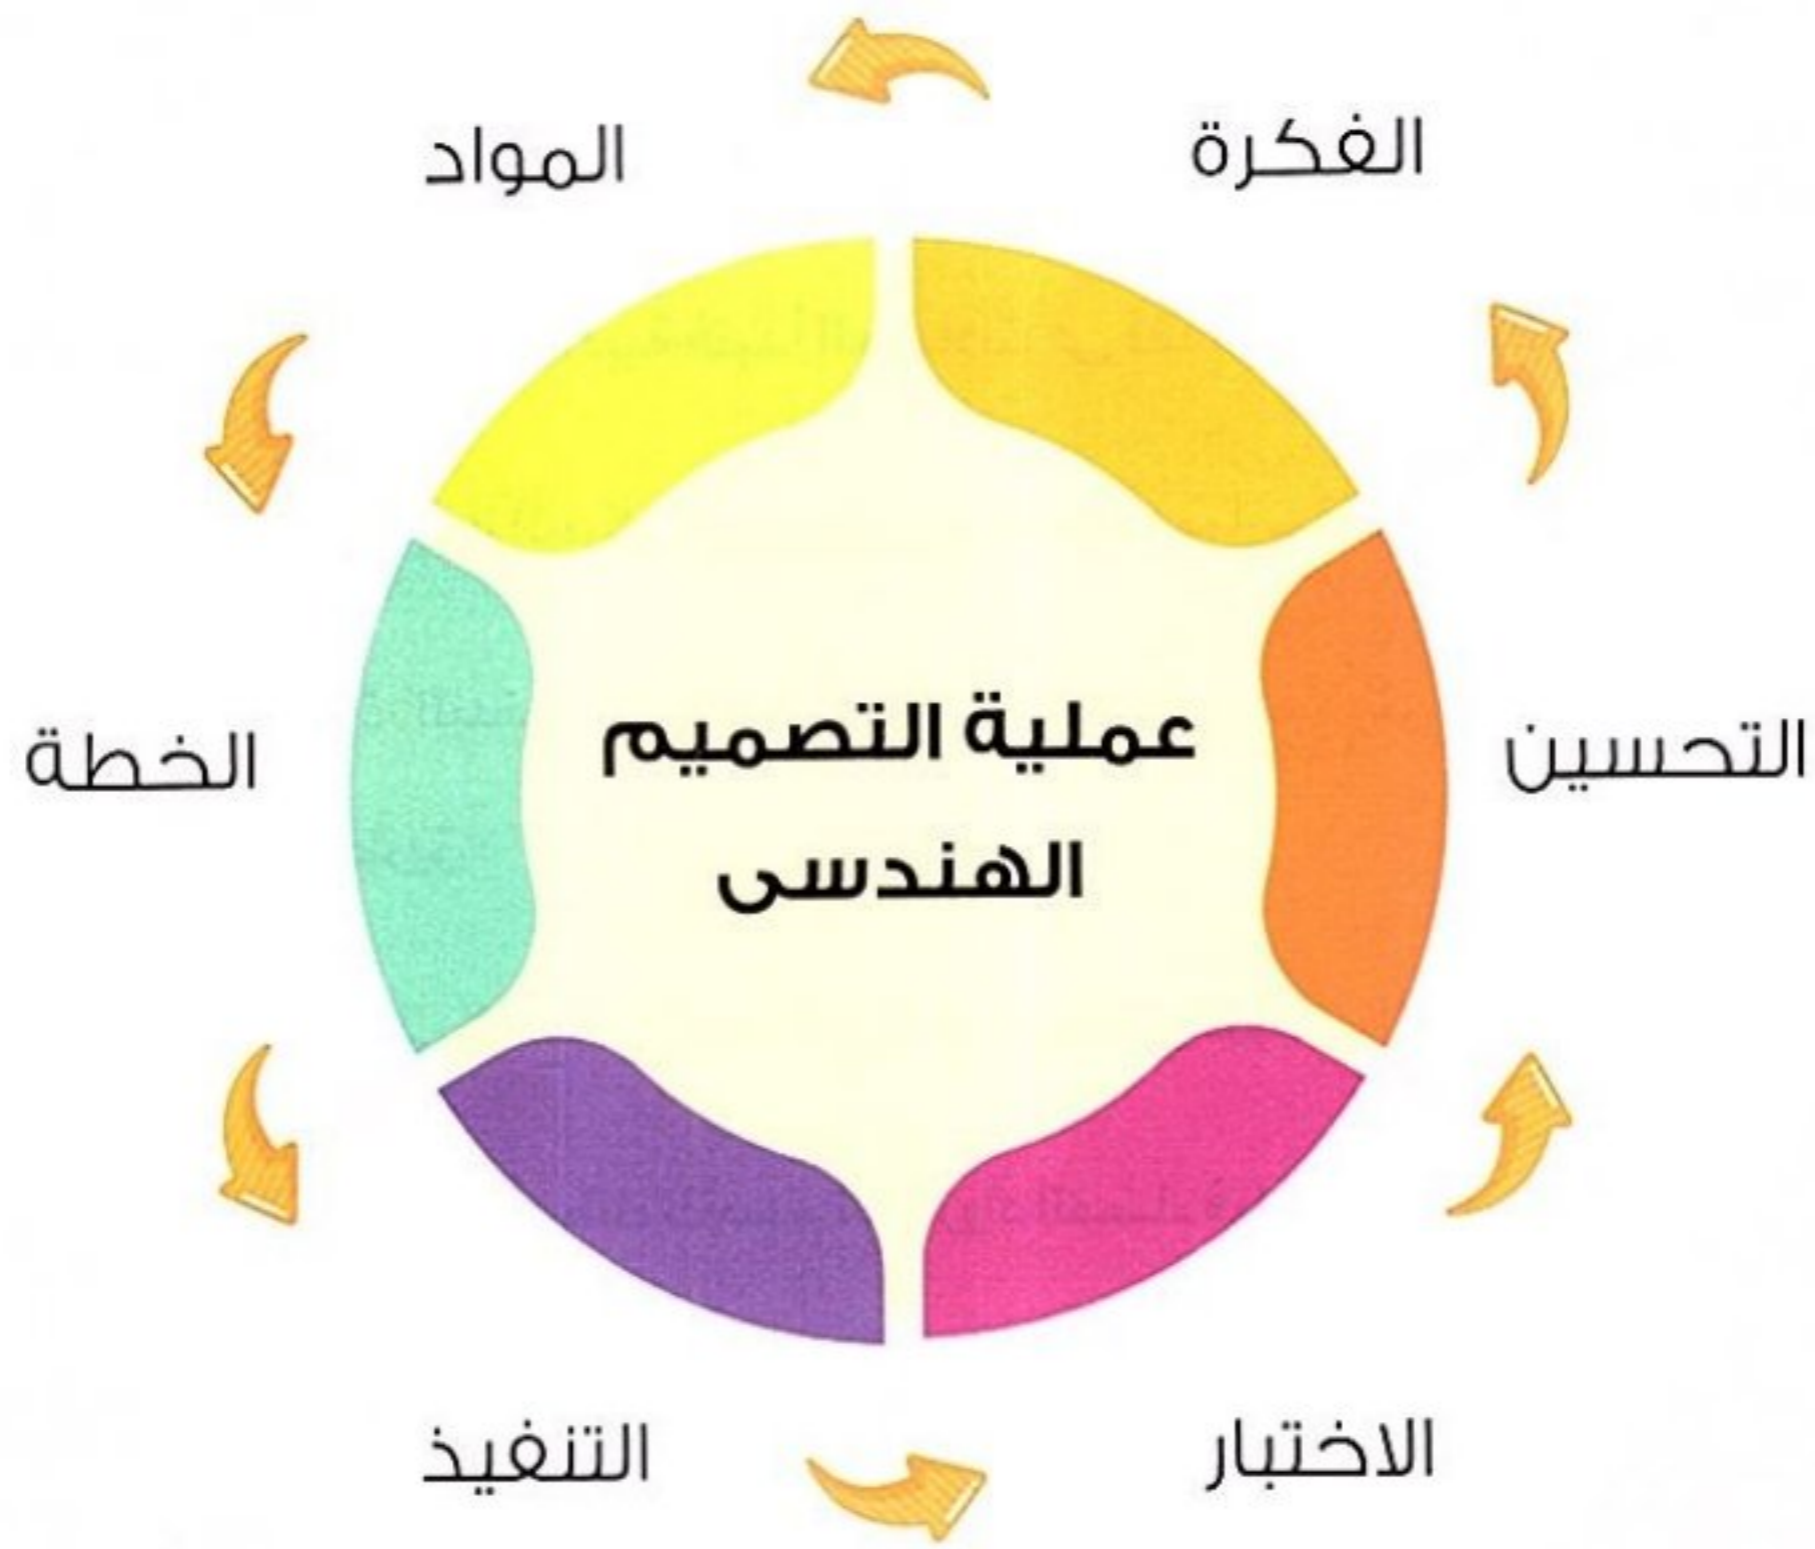 الفكرة
المواد
الخطة
التنفيذ
الاختبار
التحسين
عملية التصميم
الهندسى